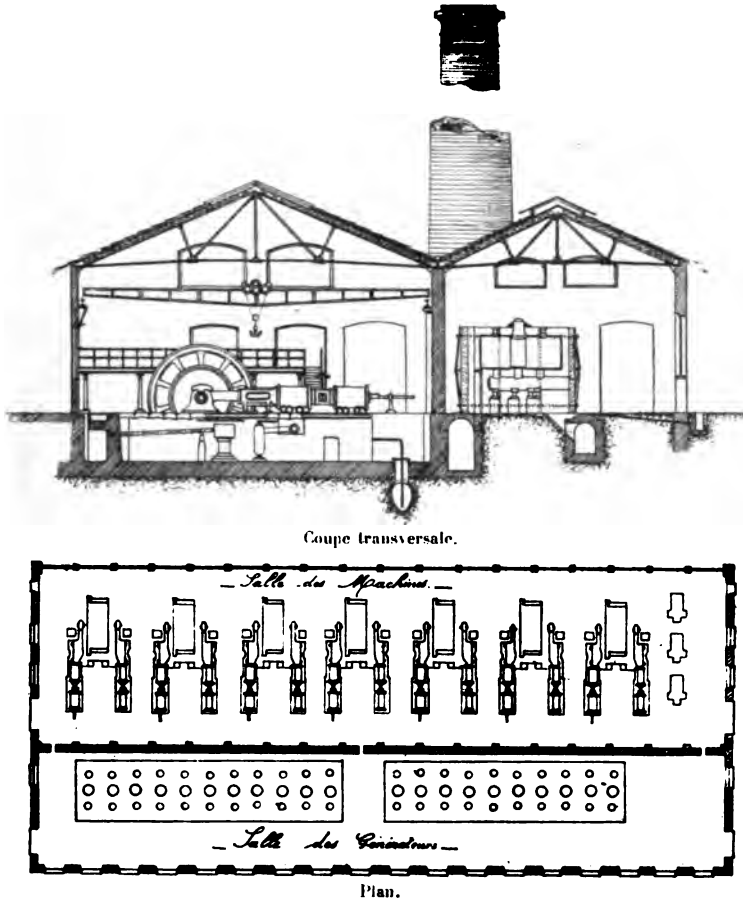 Coupe transversale.
— Salle des Machines. —
— Salle des Générateurs —
Plan.